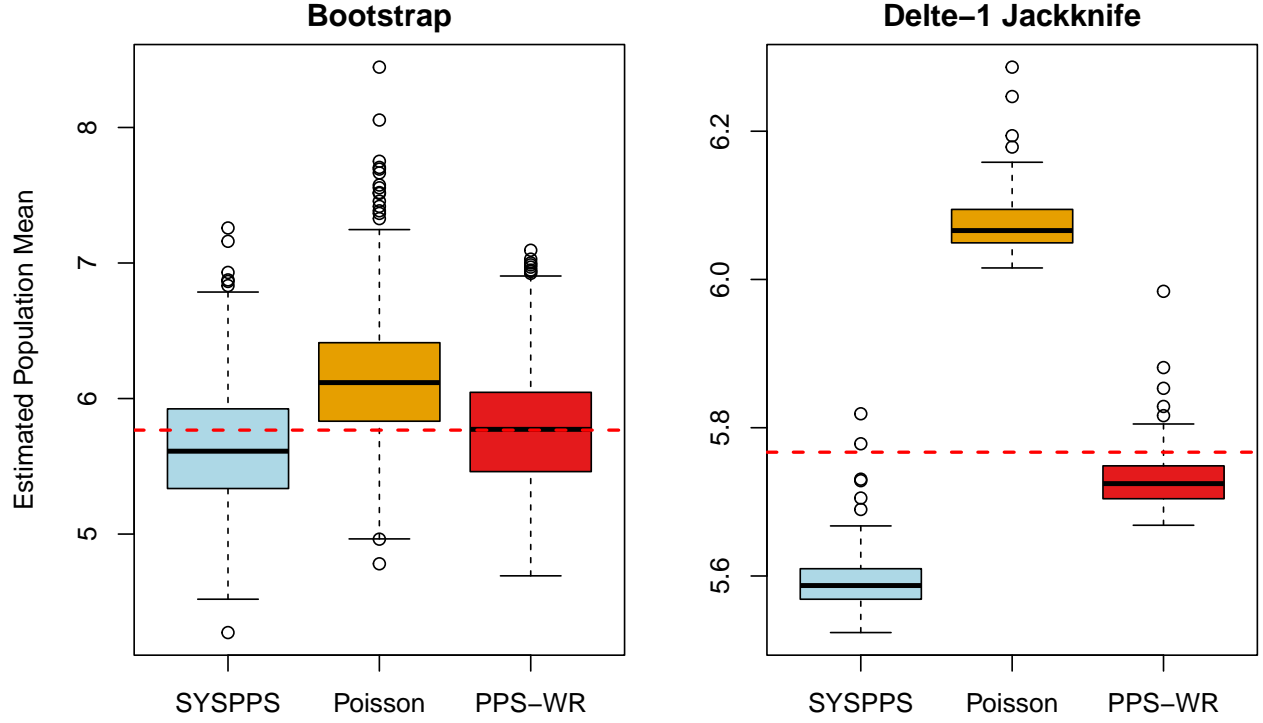 Bootstrap
Estimated Population Mean
8
7
6
5
SYSPPS Poisson PPS−WR
Delte−1 Jackknife
6.2
6.0
5.8
5.6
SYSPPS Poisson PPS−WR